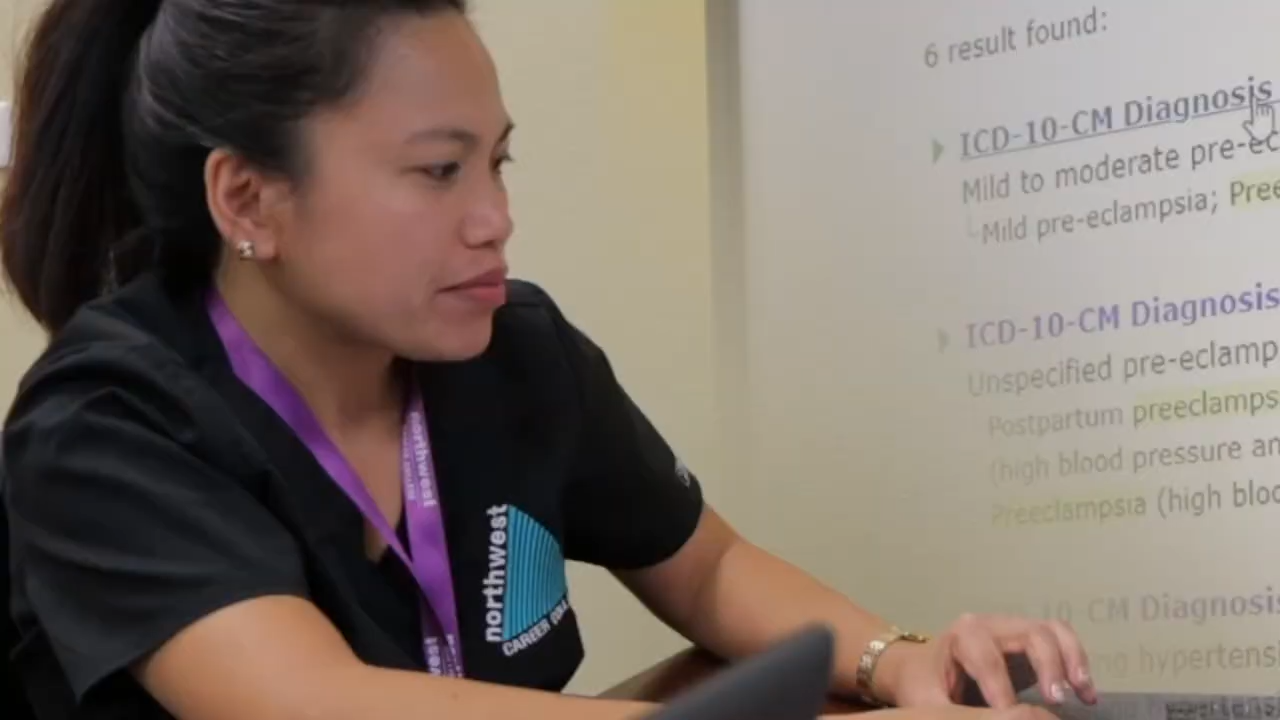 6 result found:
ICD-10-CM Diagnosis
Mild to moderate pre-ec
Mild pre-eclampsia; Pree
ICD-10-CM Diagnosis
Unspecified pre-eclamp
Postpartum preeclamps
(high blood pressure an
Preeclampsia (high bloo
10 CM Diagnosis
hypertensi
northwest
northwest
CAREER
northwest